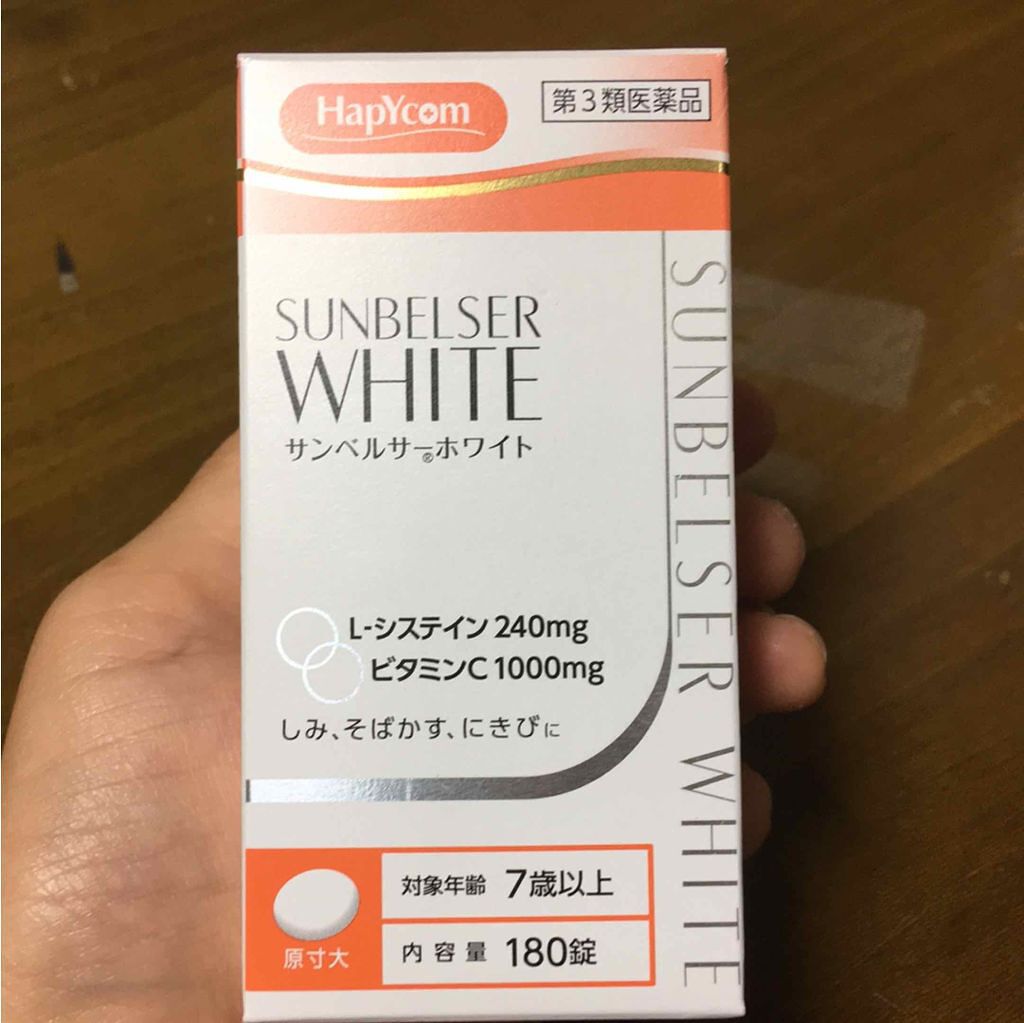 HapYcom
第3類医薬品
SUNBELSER
WHITE
サンベルサー®ホワイト
L-システイン 240mg
ビタミンC 1000mg
しみ、そばかす、にきびに
原寸大
対象年齢 7歳以上
内容量 180錠
SUNBELSER WHITE